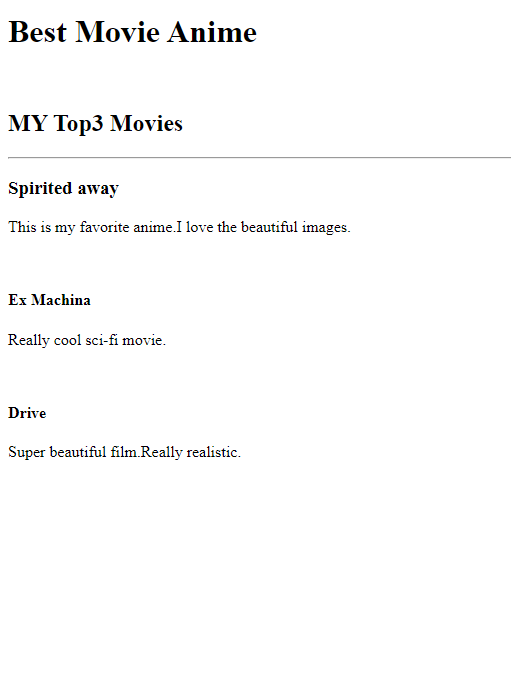 Best Movie Anime
MY Top3 Movies
Spirited away
This is my favorite anime.I love the beautiful images.
Ex Machina
Really cool sci-fi movie.
Drive
Super beautiful film.Really realistic.